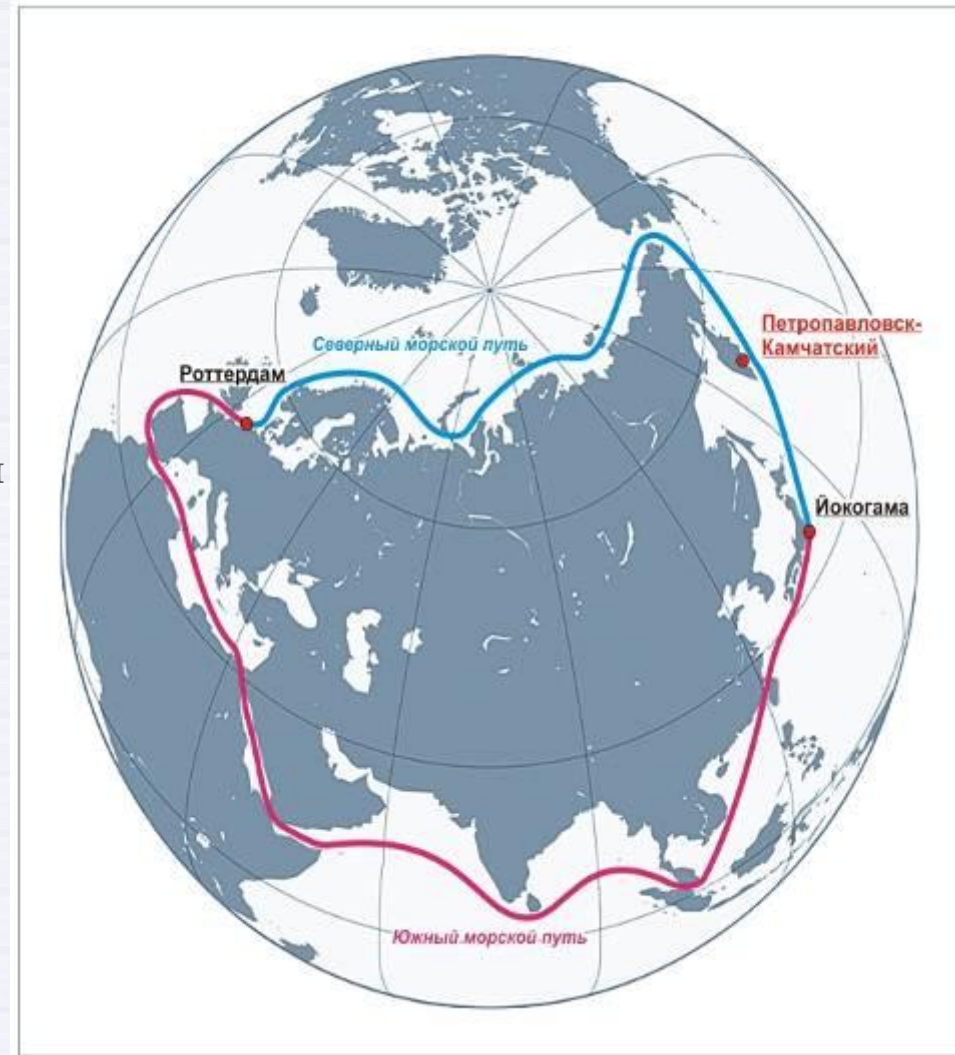 Петропавловск-
Камчатский
Северный морской путь
Роттердам
Йокогама
Южный морской путь